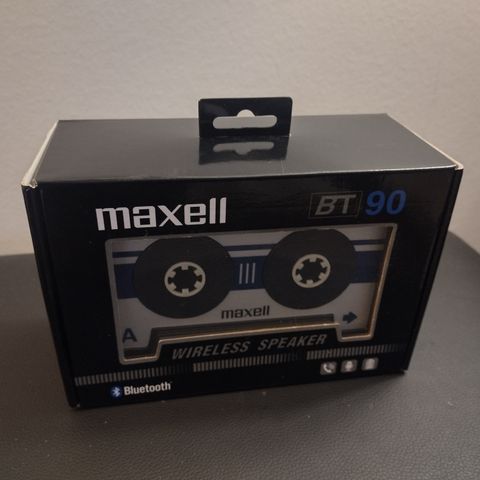 maxell
BT 90
maxell
A
WIRELESS SPEAKER
Bluetooth